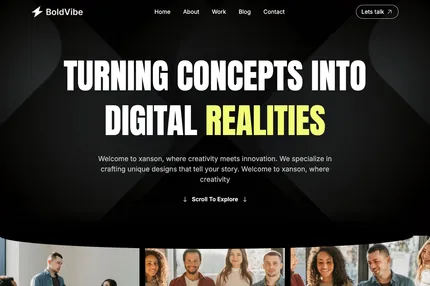 BoldVibe
Home About Work Blog Contact
Lets talk
TURNING CONCEPTS INTO
DIGITAL REALITIES
Welcome to xanson, where creativity meets innovation. We specialize in
crafting unique designs that tell your story. Welcome to xanson, where
creativity
Scroll To Explore